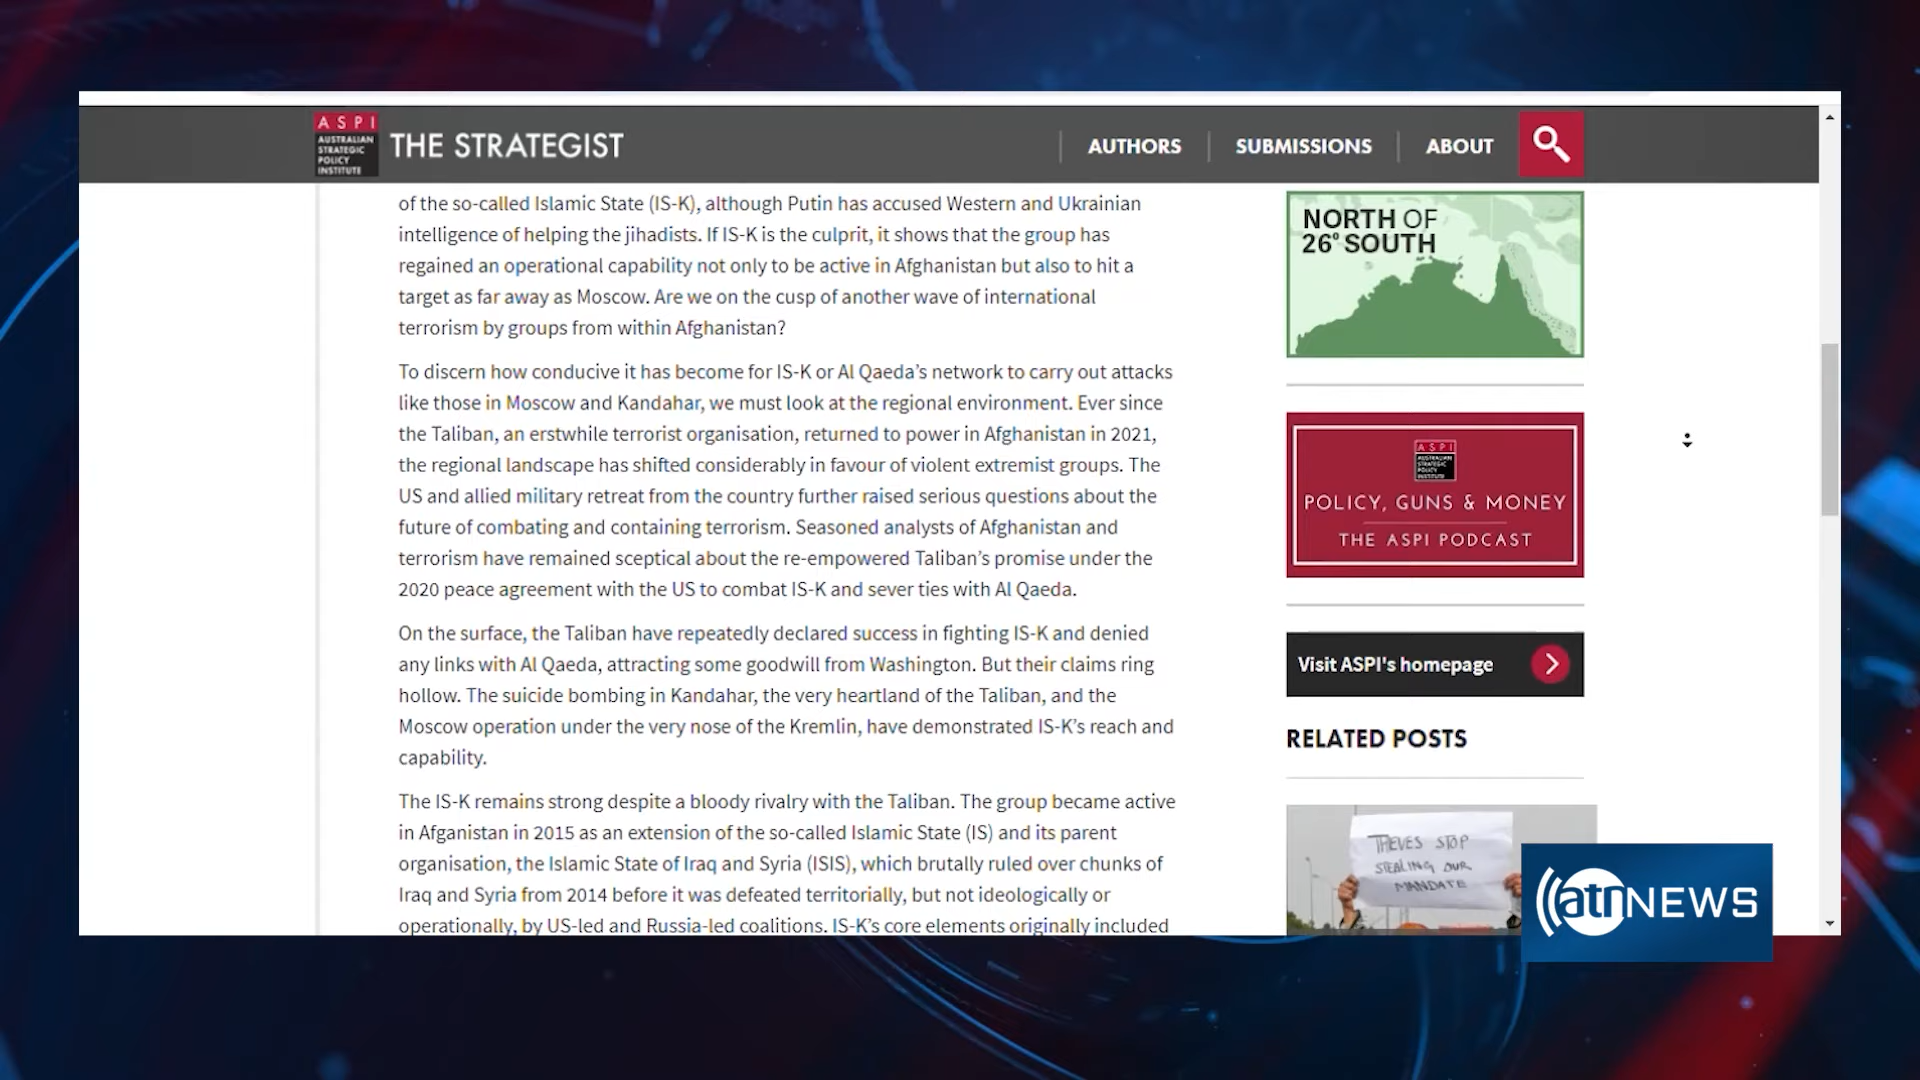 ASPI
AUSTRALIAN
STRATEGIC
POLICY
INSTITUTE
THE STRATEGIST
AUTHORS
SUBMISSIONS
ABOUT
of the so-called Islamic State (IS-K), although Putin has accused Western and Ukrainian
intelligence of helping the jihadists. If IS-K is the culprit, it shows that the group has
regained an operational capability not only to be active in Afghanistan but also to hit a
target as far away as Moscow. Are we on the cusp of another wave of international
terrorism by groups from within Afghanistan?
To discern how conducive it has become for IS-K or Al Qaeda’s network to carry out attacks
like those in Moscow and Kandahar, we must look at the regional environment. Ever since
the Taliban, an erstwhile terrorist organisation, returned to power in Afghanistan in 2021,
the regional landscape has shifted considerably in favour of violent extremist groups. The
US and allied military retreat from the country further raised serious questions about the
future of combating and containing terrorism. Seasoned analysts of Afghanistan and
terrorism have remained sceptical about the re-empowered Taliban’s promise under the
2020 peace agreement with the US to combat IS-K and sever ties with Al Qaeda.
On the surface, the Taliban have repeatedly declared success in fighting IS-K and denied
any links with Al Qaeda, attracting some goodwill from Washington. But their claims ring
hollow. The suicide bombing in Kandahar, the very heartland of the Taliban, and the
Moscow operation under the very nose of the Kremlin, have demonstrated IS-K’s reach and
capability.
The IS-K remains strong despite a bloody rivalry with the Taliban. The group became active
in Afganistan in 2015 as an extension of the so-called Islamic State (IS) and its parent
organisation, the Islamic State of Iraq and Syria (ISIS), which brutally ruled over chunks of
Iraq and Syria from 2014 before it was defeated territorially, but not ideologically or
operationally, by US-led and Russia-led coalitions. IS-K’s core elements originally included
NORTH OF
26° SOUTH
ASPI
AUSTRALIAN
STRATEGIC
POLICY
INSTITUTE
POLICY, GUNS & MONEY
THE ASPI PODCAST
Visit ASPI's homepage
RELATED POSTS
THEVES STOP
STEALING OUR
MANDATE
atn NEWS